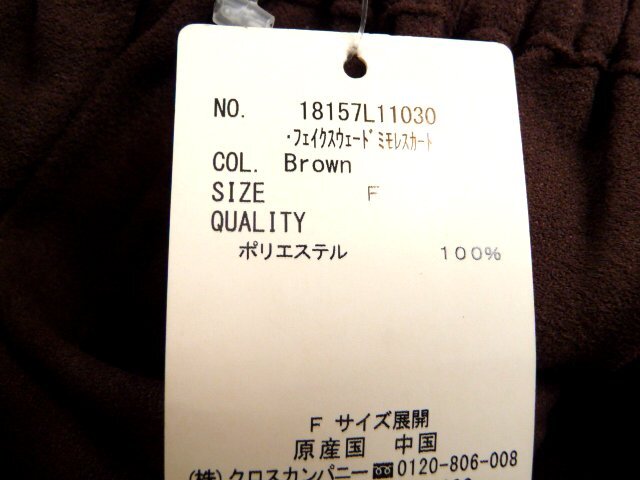 NO. 18157L11030
・フェイクスウェードミモレスカート
COL. Brown
SIZE F
QUALITY
ポリエステル 100%
F サイズ展開
原産国 中国
(株)クロスカンパニー 0120-806-008